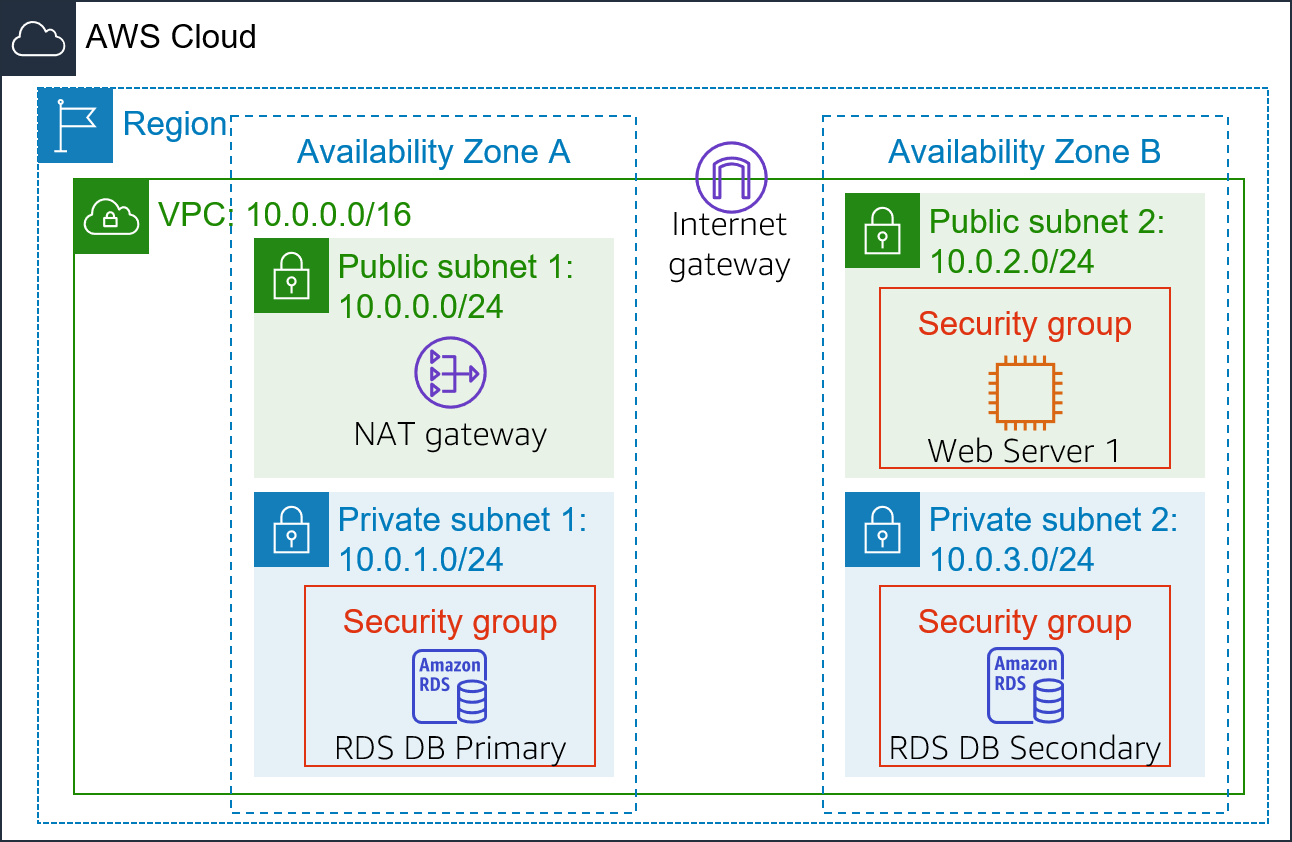 AWS Cloud
Region
Availability Zone A
Availability Zone B
VPC: 10.0.0.0/16
Internet
gateway
Public subnet 1:
10.0.0.0/24
NAT gateway
Public subnet 2:
10.0.2.0/24
Security group
Web Server 1
Private subnet 1:
10.0.1.0/24
Security group
Amazon
RDS
RDS DB Primary
Private subnet 2:
10.0.3.0/24
Security group
Amazon
RDS
RDS DB Secondary